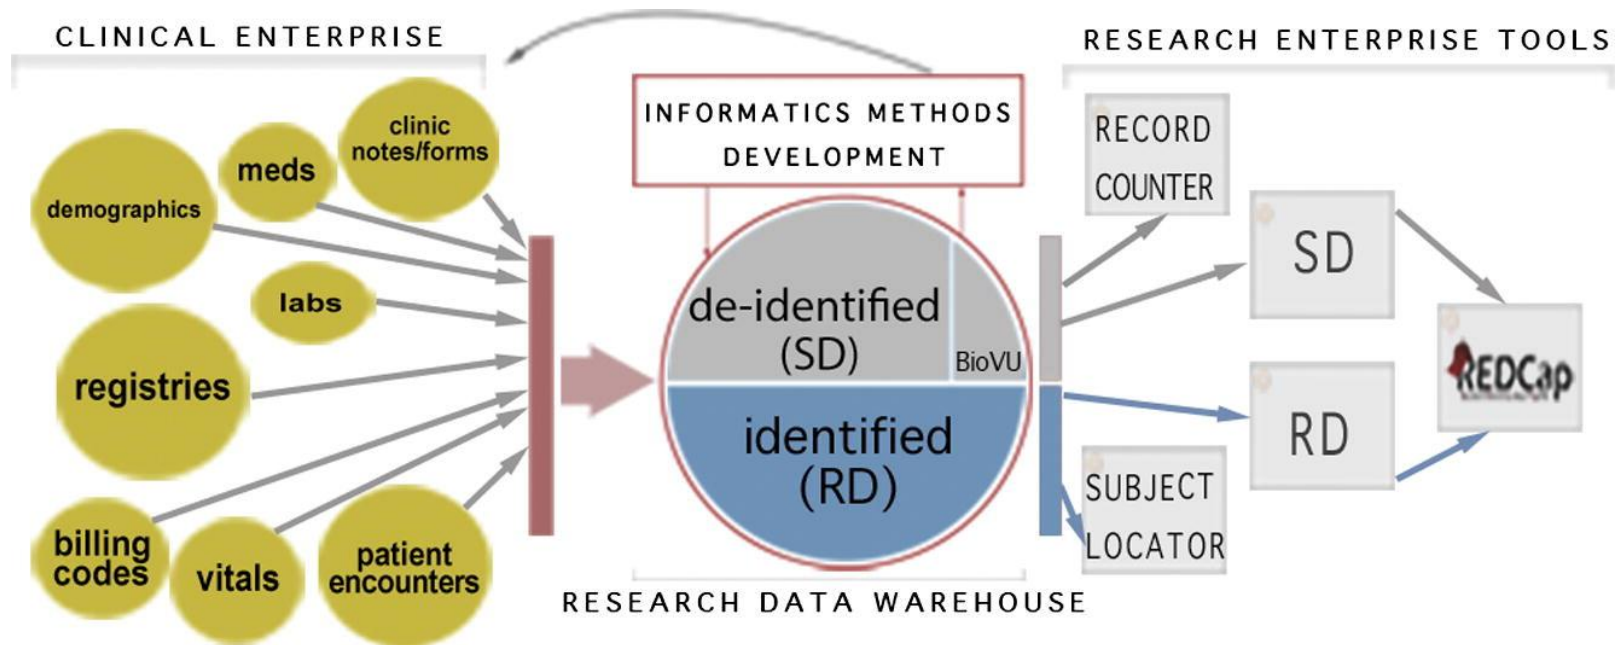 CLINICAL ENTERPRISE
RESEARCH ENTERPRISE TOOLS
INFORMATICS METHODS
DEVELOPMENT
clinic
notes/forms
meds
demographics
labs
registries
billing
codes
vitals
patient
encounters
de-identified
(SD)
BioVU
identified
(RD)
RESEARCH DATA WAREHOUSE
RECORD
COUNTER
SD
RD
REDCap
SUBJECT
LOCATOR